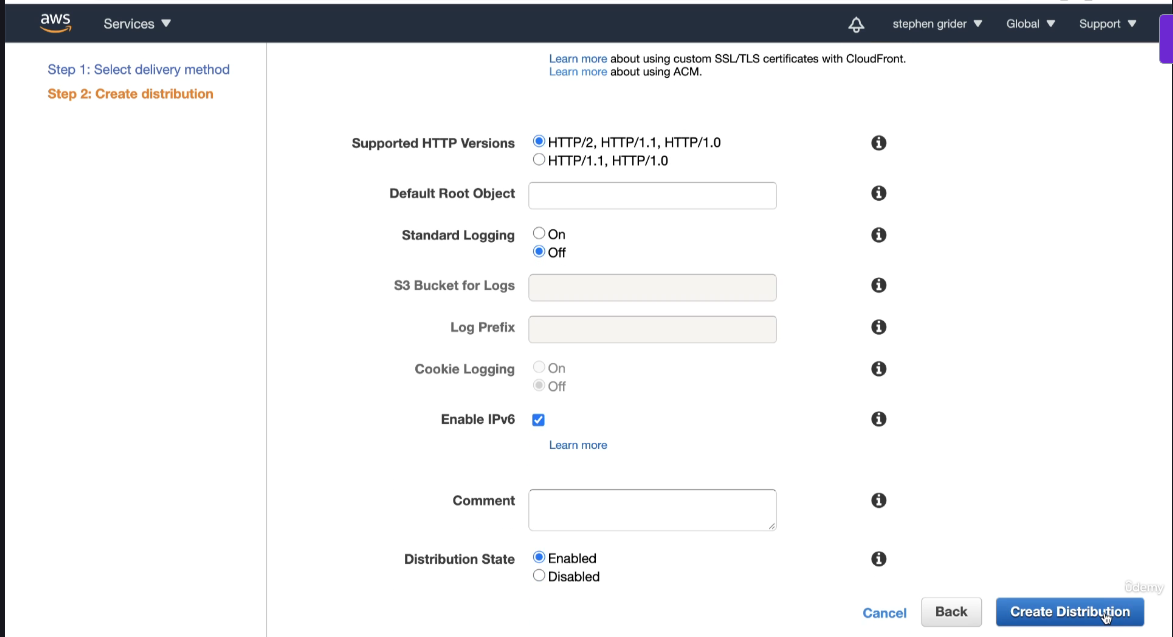 aws Services stephen grider Global Support
Learn more about using custom SSL/TLS certificates with CloudFront.
Learn more about using ACM.
Step 1: Select delivery method
Step 2: Create distribution
Supported HTTP Versions HTTP/2, HTTP/1.1, HTTP/1.0
HTTP/1.1, HTTP/1.0
Default Root Object
Standard Logging On
Off
S3 Bucket for Logs
Log Prefix
Cookie Logging On
Off
Enable IPv6
Learn more
Comment
Distribution State Enabled
Disabled
ûdemy
Cancel Back Create Distribution